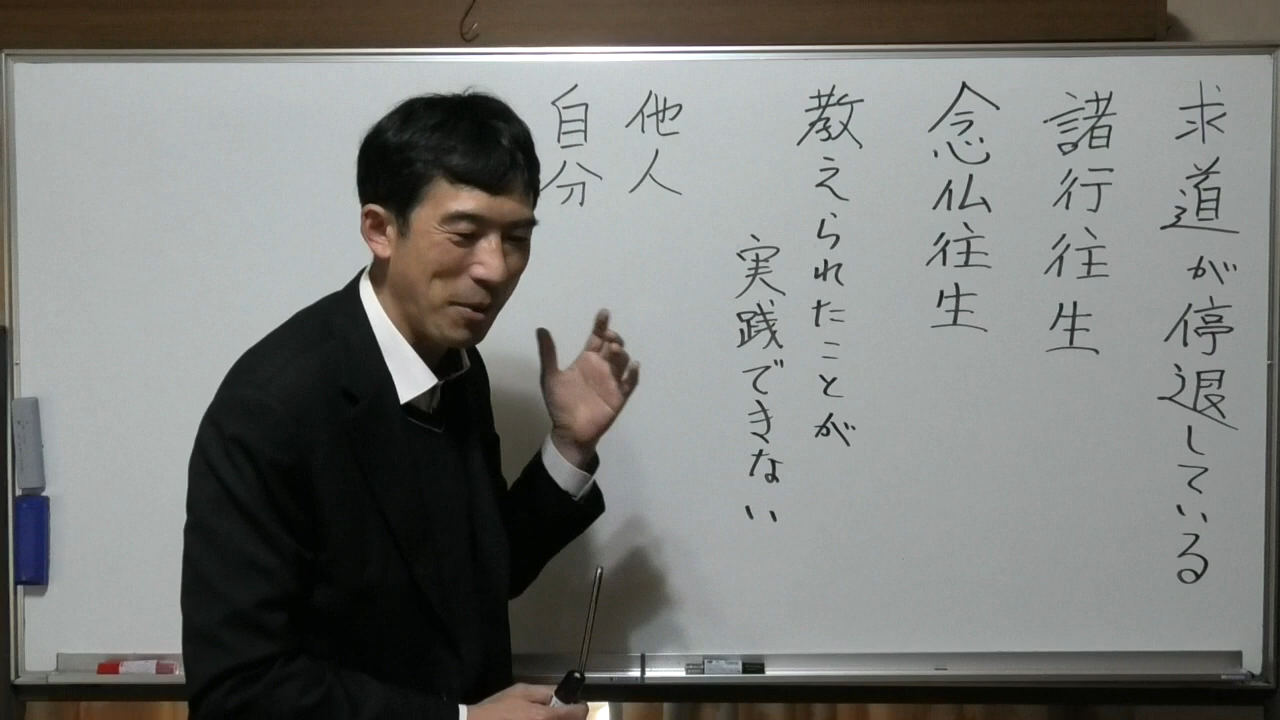 求道が停退している
諸行往生
念仏往生
教えられたことが
実践できない
他人
自分